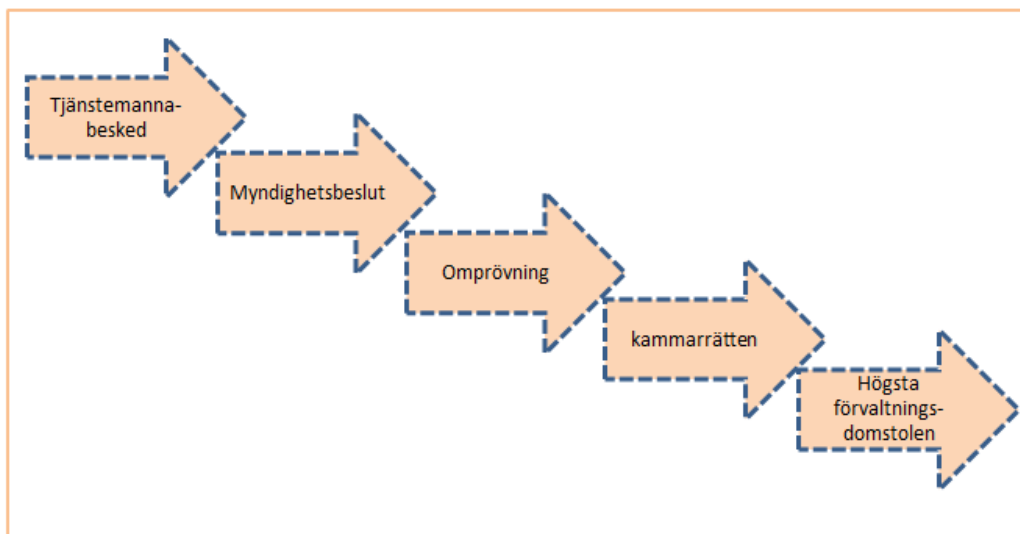 Tjänstemanna-
besked
Myndighetsbeslut
Omprövning
kammarrätten
Högsta
förvaltnings-
domstolen